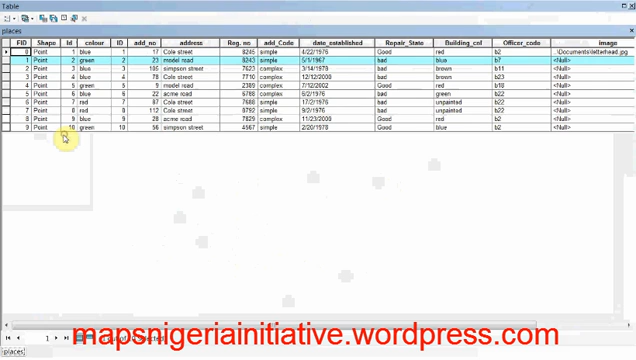 Table
places
FID Shape Id colour ID add_no address Reg. no add_Code date_established Repair_State Building_col Officer_code image
0 Point 1 blue 1 17 Cole street 8245 simple 4/22/1976 Good red b2 ..\Documents\letterhead.jpg
1 Point 2 green 2 23 model road 8243 simple 5/1/1967 bad blue b7 <Null>
2 Point 3 blue 3 105 simpson street 7623 complex 3/14/1978 bad brown b11 <Null>
3 Point 4 blue 4 78 Cole street 7710 complex 12/12/2000 bad brown b2 <Null>
4 Point 5 green 5 9 model road 2389 complex 7/12/2002 Good red b18 <Null>
5 Point 6 blue 6 22 acme road 6788 complex 8/2/1976 bad green b22 <Null>
6 Point 7 red 7 87 Cole street 7688 simple 17/2/1976 bad unpainted b22 <Null>
7 Point 8 red 8 112 Cole street 8792 simple 9/2/1976 bad unpainted b22 <Null>
8 Point 9 blue 9 28 acme road 7829 complex 11/23/2000 Good red b2 <Null>
9 Point 10 green 10 56 simpson street 4567 simple 2/20/1978 Good blue b2 <Null>
1
mapsnigeriainitiative.wordpress.com
places